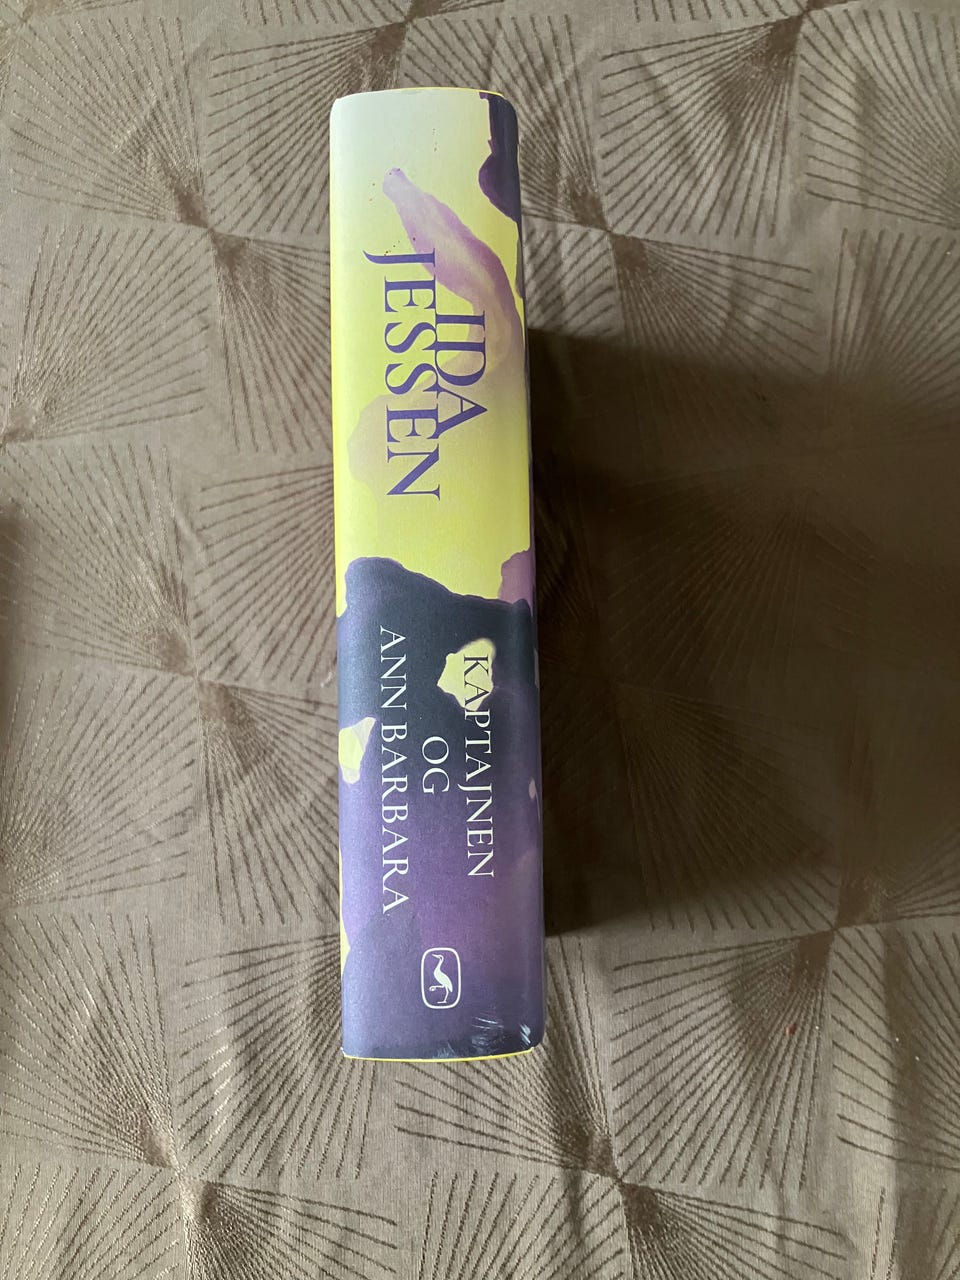 IDA
JESSEN
KAPTAJNEN
OG
ANN BARBARA